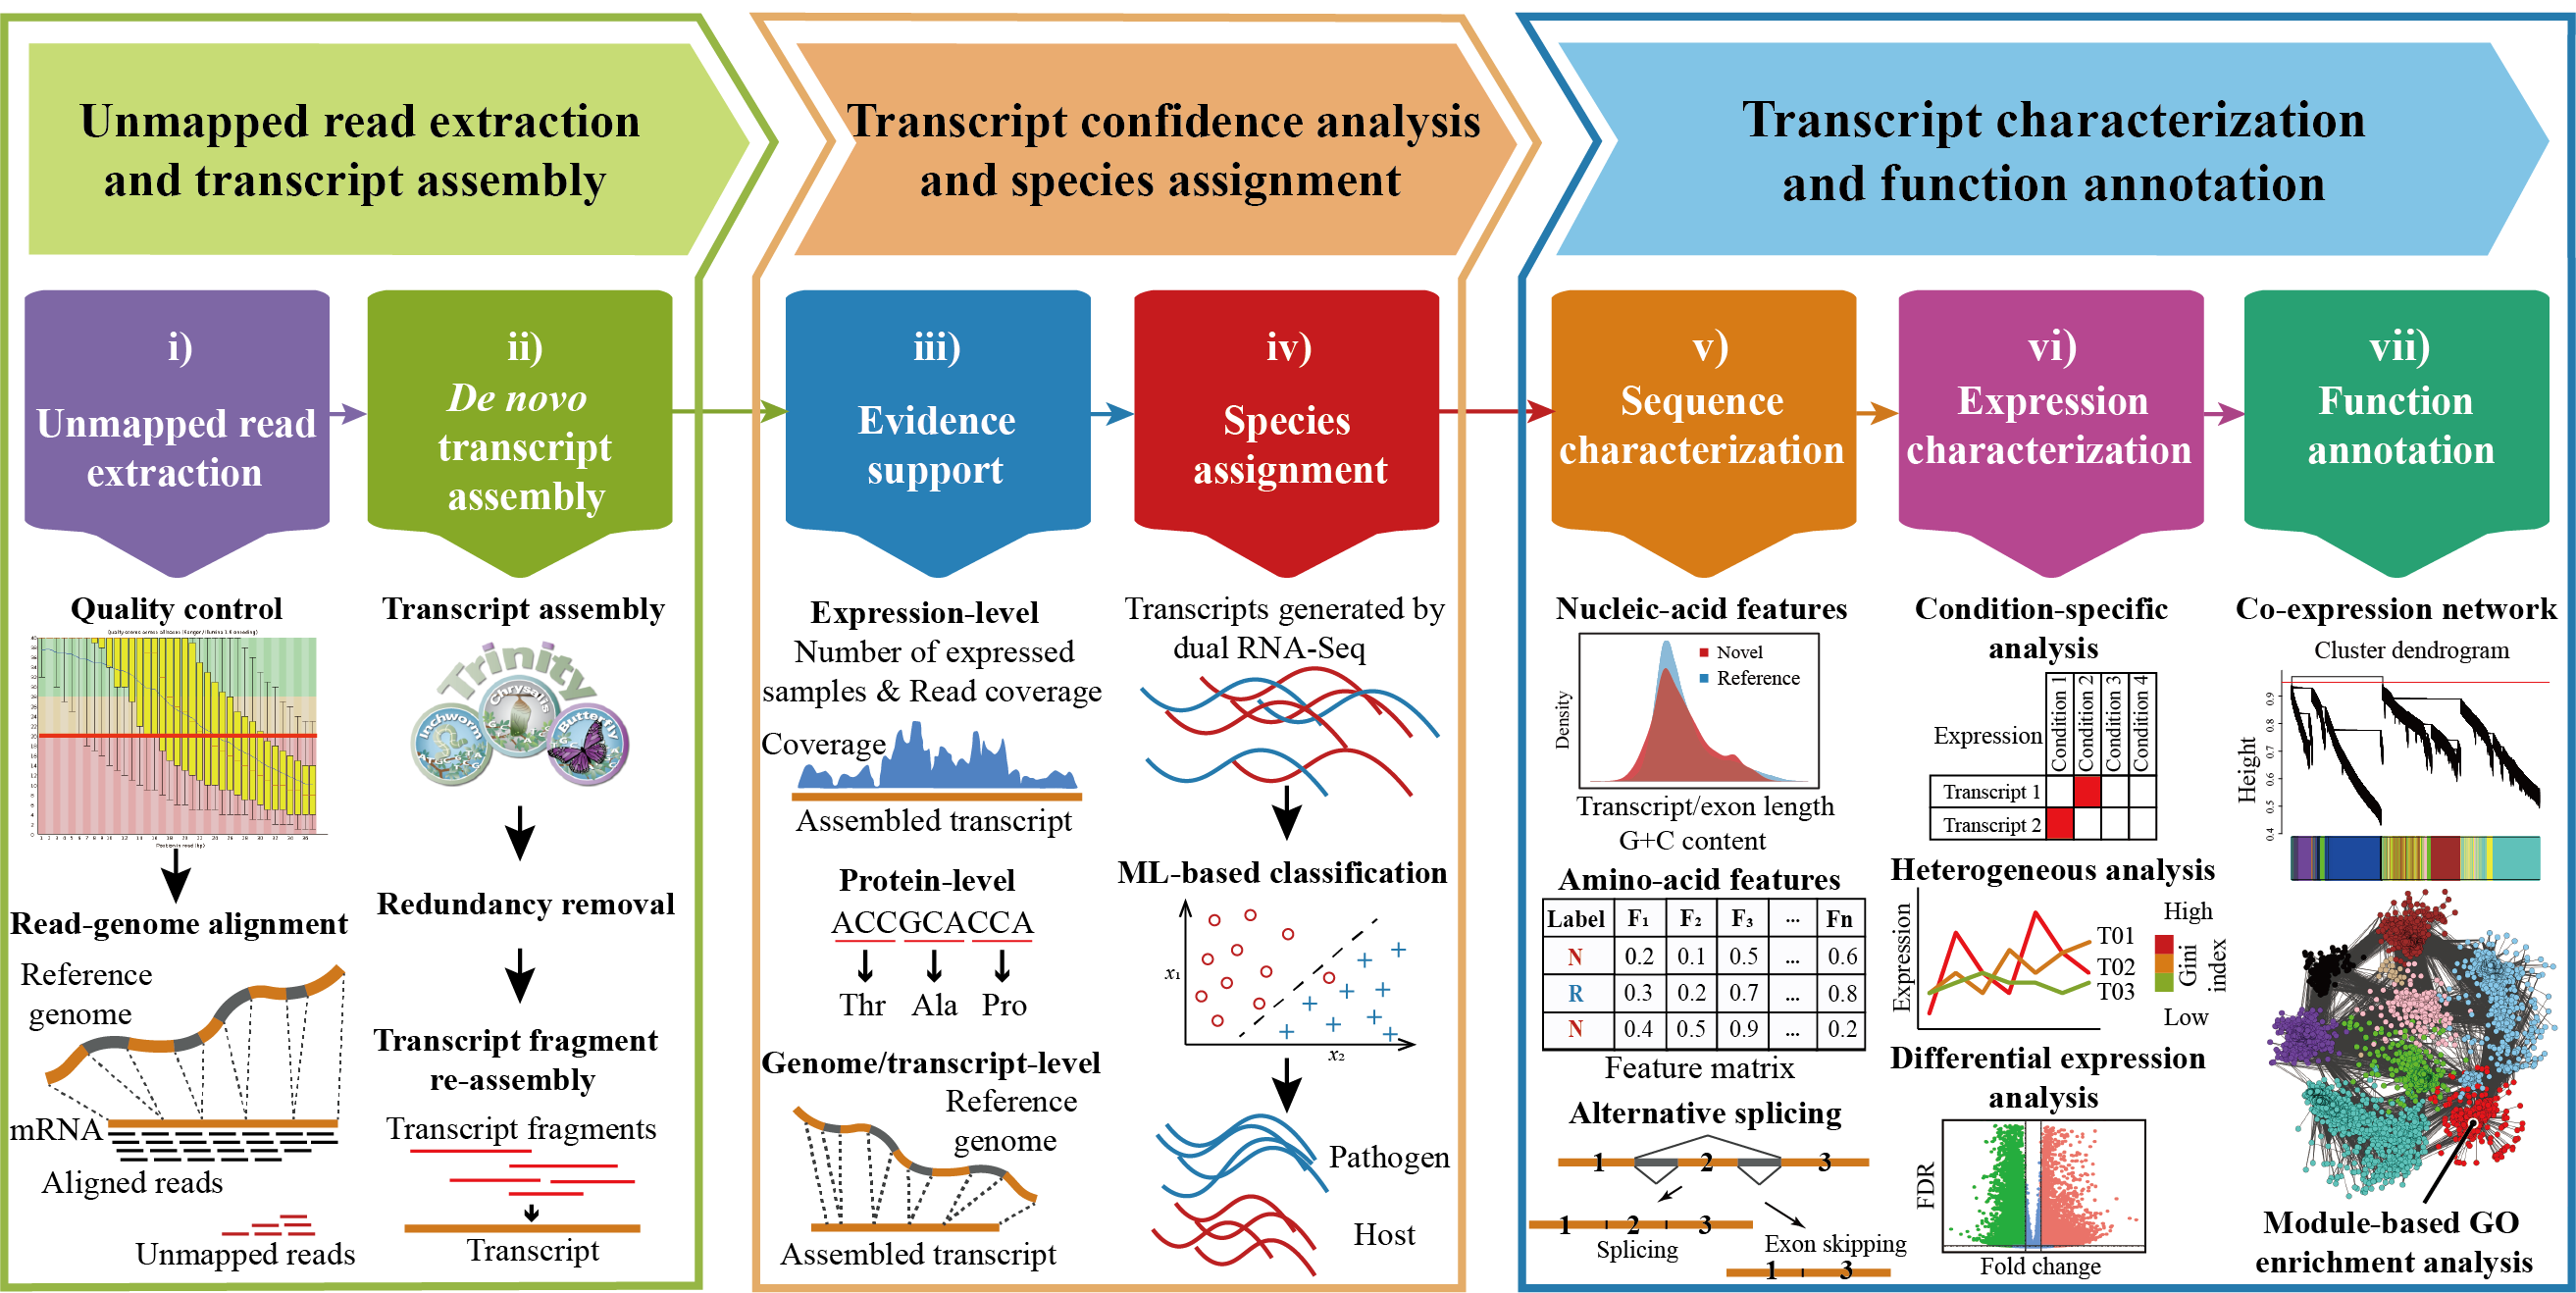 Unmapped read extraction
and transcript assembly
Transcript confidence analysis
and species assignment
Transcript characterization
and function annotation
i)
Unmapped read
extraction
ii)
De novo
transcript
assembly
iii)
Evidence
support
iv)
Species
assignment
v)
Sequence
characterization
vi)
Expression
characterization
vii)
Function
annotation
Quality control
Position in read (bp)
Read-genome alignment
Reference
genome
mRNA
Aligned reads
Unmapped reads
Transcript assembly
Trinity
Inchworm
Chrysalis
Butterfly
Redundancy removal
Transcript fragment
re-assembly
Transcript fragments
Transcript
Expression-level
Number of expressed
samples & Read coverage
Coverage
Assembled transcript
Protein-level
ACCGCACCA
Thr Ala Pro
Genome/transcript-level
Reference
genome
Assembled transcript
Transcripts generated by
dual RNA-Seq
ML-based classification
x₁
x₂
Pathogen
Host
Nucleic-acid features
Novel
Reference
Density
Transcript/exon length
G+C content
Amino-acid features
Label F₁ F₂ F₃ ... Fn
N 0.2 0.1 0.5 ... 0.6
R 0.3 0.2 0.7 ... 0.8
N 0.4 0.5 0.9 ... 0.2
Feature matrix
Alternative splicing
1 2 3
1 2 3
Splicing
Exon skipping
1 3
Condition-specific
analysis
Expression
Condition 1
Condition 2
Condition 3
Condition 4
Transcript 1
Transcript 2
Heterogeneous analysis
Expression
T01
T02
T03
High
Gini
index
Low
Differential expression
analysis
FDR
Fold change
Co-expression network
Cluster dendrogram
Height
0.9
0.8
0.7
0.6
0.5
0.4
Module-based GO
enrichment analysis